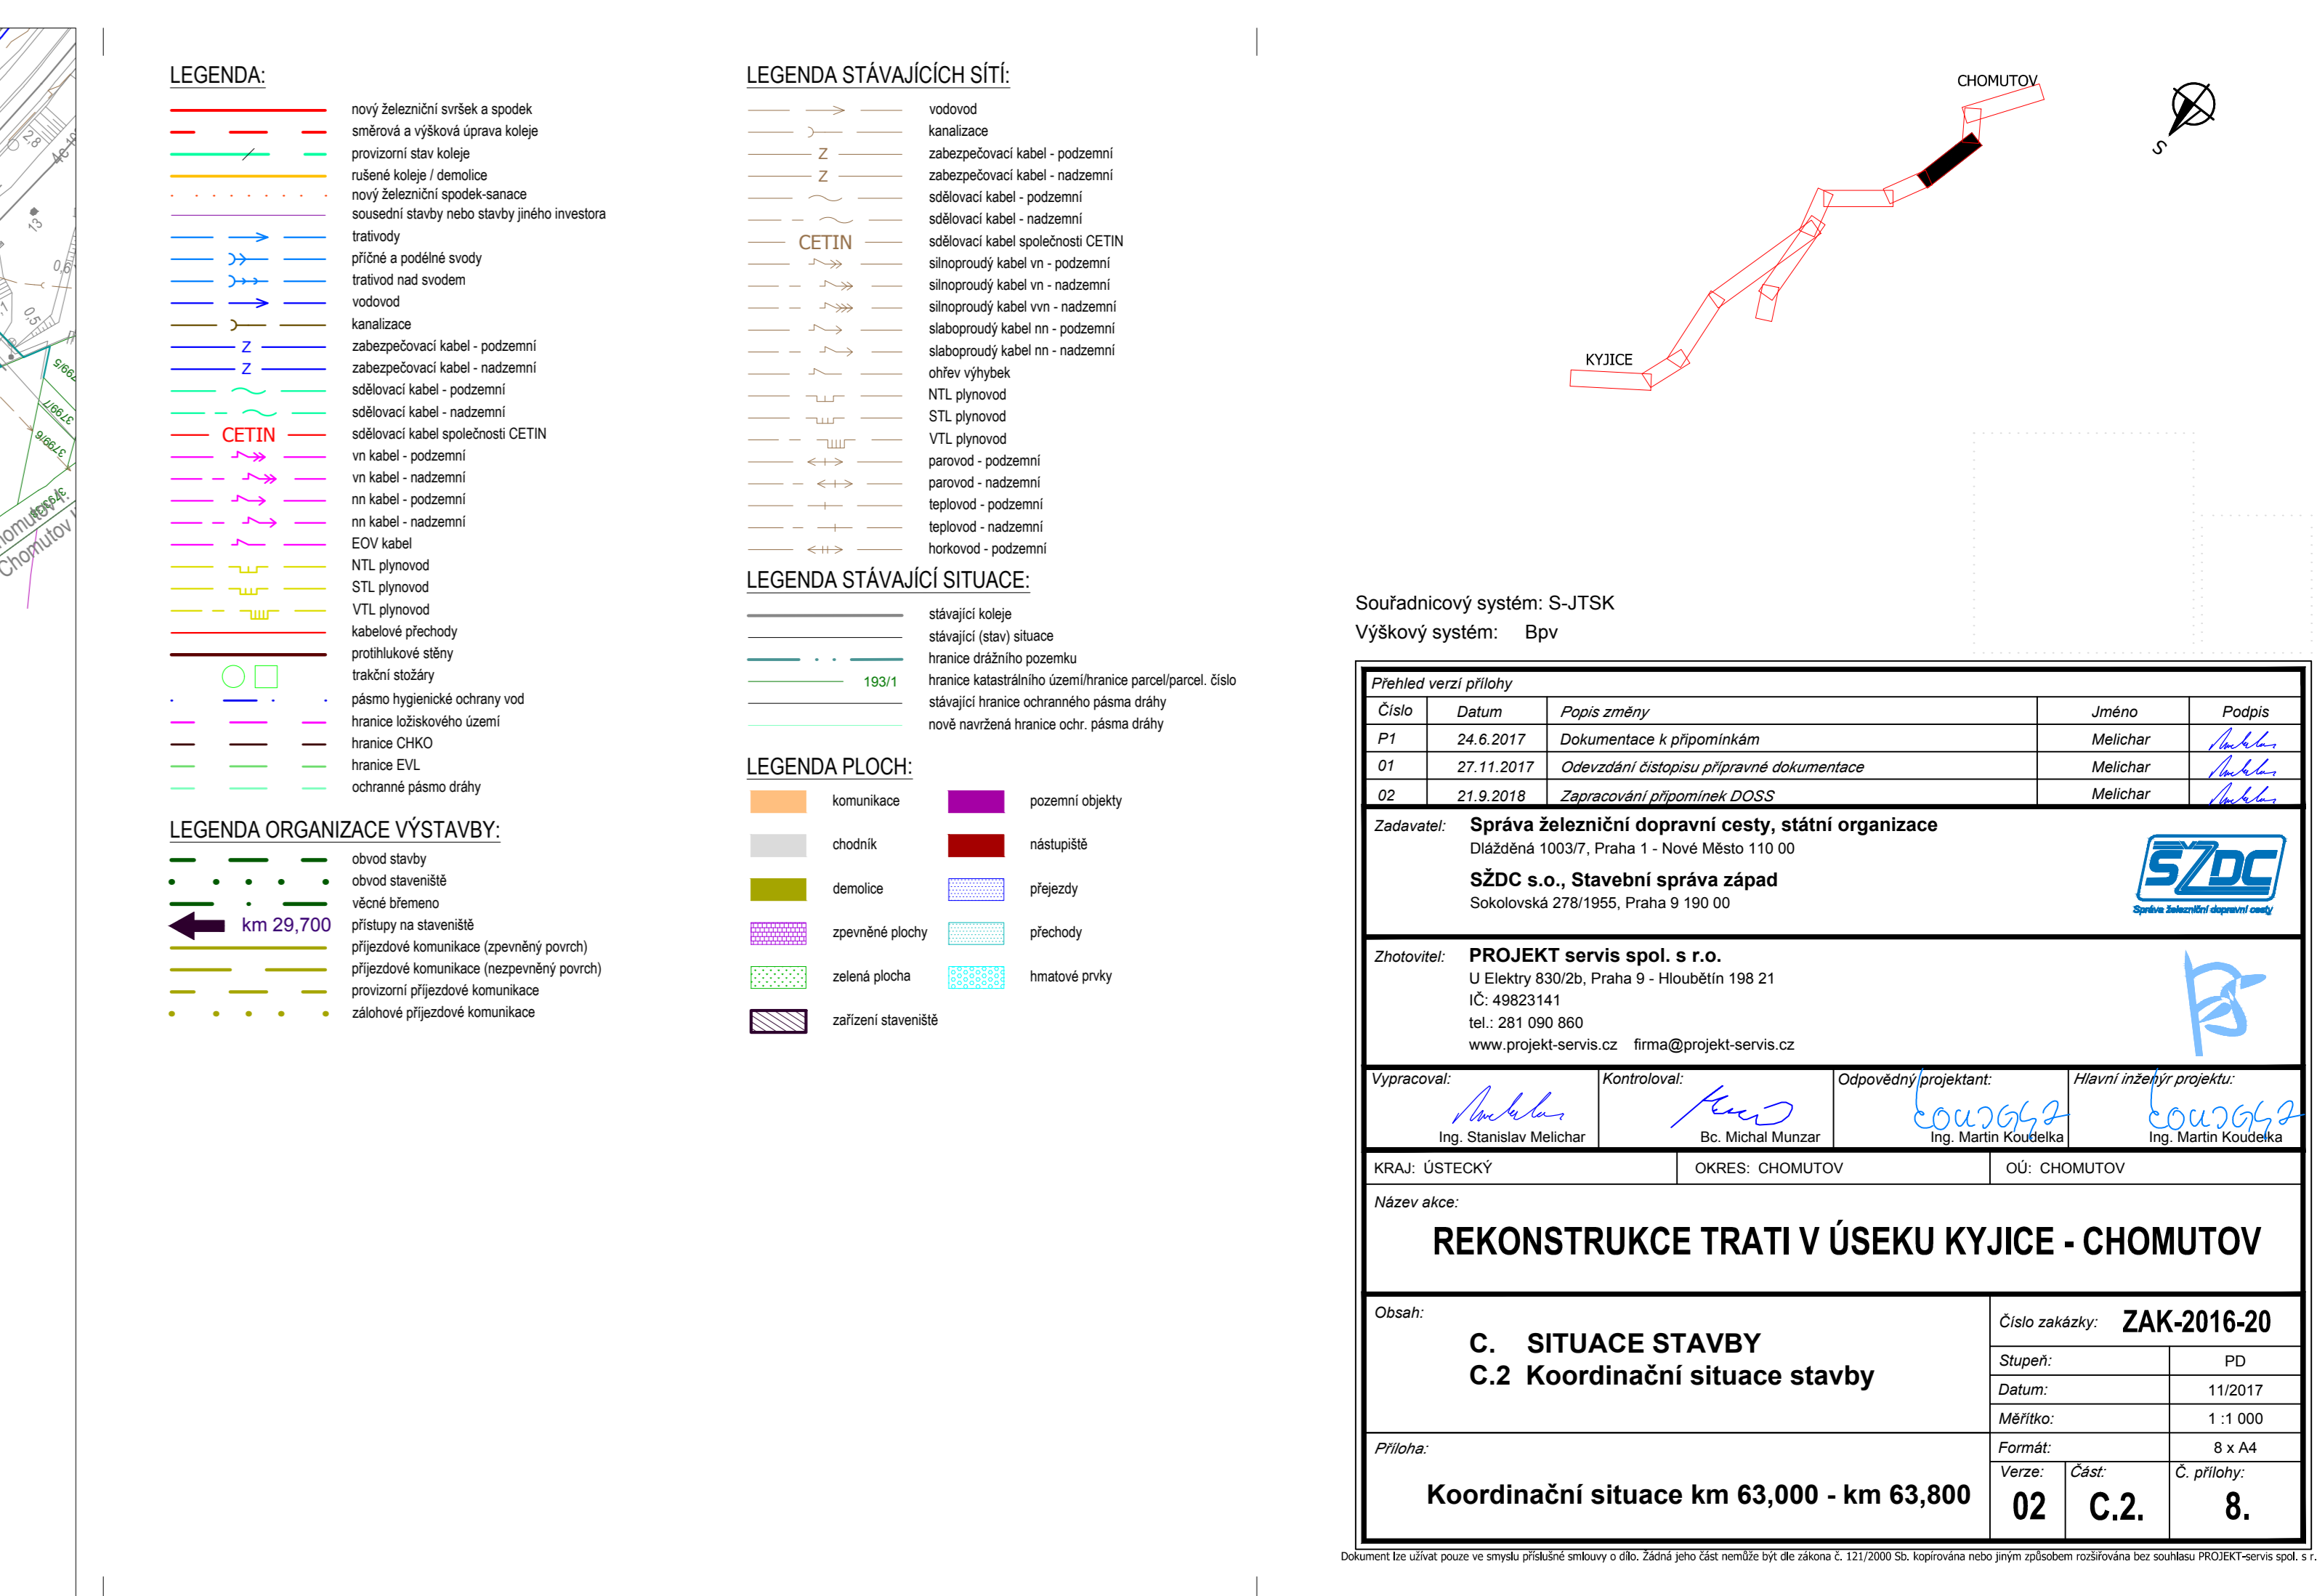 2,8
4c
13
0,6
0,5
3799/7
3799/6
Chomutov
LEGENDA:
nový železniční svršek a spodek
směrová a výšková úprava koleje
provizorní stav koleje
rušené koleje / demolice
nový železniční spodek-sanace
sousední stavby nebo stavby jiného investora
trativody
příčné a podélné svody
trativod nad svodem
vodovod
kanalizace
Z zabezpečovací kabel - podzemní
Z zabezpečovací kabel - nadzemní
sdělovací kabel - podzemní
sdělovací kabel - nadzemní
CETIN sdělovací kabel společnosti CETIN
vn kabel - podzemní
vn kabel - nadzemní
nn kabel - podzemní
nn kabel - nadzemní
EOV kabel
NTL plynovod
STL plynovod
VTL plynovod
kabelové přechody
protihlukové stěny
trakční stožáry
pásmo hygienické ochrany vod
hranice ložiskového území
hranice CHKO
hranice EVL
ochranné pásmo dráhy
LEGENDA ORGANIZACE VÝSTAVBY:
obvod stavby
obvod staveniště
věcné břemeno
km 29,700 přístupy na staveniště
příjezdové komunikace (zpevněný povrch)
příjezdové komunikace (nezpevněný povrch)
provizorní příjezdové komunikace
zálohové příjezdové komunikace
LEGENDA STÁVAJÍCÍCH SÍTÍ:
vodovod
kanalizace
Z zabezpečovací kabel - podzemní
Z zabezpečovací kabel - nadzemní
sdělovací kabel - podzemní
sdělovací kabel - nadzemní
CETIN sdělovací kabel společnosti CETIN
silnoproudý kabel vn - podzemní
silnoproudý kabel vn - nadzemní
silnoproudý kabel vvn - nadzemní
slaboproudý kabel nn - podzemní
slaboproudý kabel nn - nadzemní
ohřev výhybek
NTL plynovod
STL plynovod
VTL plynovod
parovod - podzemní
parovod - nadzemní
teplovod - podzemní
teplovod - nadzemní
horkovod - podzemní
LEGENDA STÁVAJÍCÍ SITUACE:
stávající koleje
stávající (stav) situace
hranice drážního pozemku
193/1 hranice katastrálního území/hranice parcel/parcel. číslo
stávající hranice ochranného pásma dráhy
nově navržená hranice ochr. pásma dráhy
LEGENDA PLOCH:
komunikace pozemní objekty
chodník nástupiště
demolice přejezdy
zpevněné plochy přechody
zelená plocha hmatové prvky
zařízení staveniště
CHOMUTOV
S
KYJICE
Souřadnicový systém: S-JTSK
Výškový systém: Bpv
Přehled verzí přílohy
Číslo Datum Popis změny Jméno Podpis
P1 24.6.2017 Dokumentace k připomínkám Melichar
01 27.11.2017 Odevzdání čistopisu přípravné dokumentace Melichar
02 21.9.2018 Zapracování připomínek DOSS Melichar
Zadavatel: Správa železniční dopravní cesty, státní organizace
Dlážděná 1003/7, Praha 1 - Nové Město 110 00
SŽDC s.o., Stavební správa západ
Sokolovská 278/1955, Praha 9 190 00
SŽDC
Správa železniční dopravní cesty
Zhotovitel: PROJEKT servis spol. s r.o.
U Elektry 830/2b, Praha 9 - Hloubětín 198 21
IČ: 49823141
tel.: 281 090 860
www.projekt-servis.cz firma@projekt-servis.cz
Vypracoval: Kontroloval: Odpovědný projektant: Hlavní inženýr projektu:
Ing. Stanislav Melichar Bc. Michal Munzar Ing. Martin Koudelka Ing. Martin Koudelka
KRAJ: ÚSTECKÝ OKRES: CHOMUTOV OÚ: CHOMUTOV
Název akce:
REKONSTRUKCE TRATI V ÚSEKU KYJICE - CHOMUTOV
Obsah:
C. SITUACE STAVBY
C.2 Koordinační situace stavby
Číslo zakázky: ZAK-2016-20
Stupeň: PD
Datum: 11/2017
Měřítko: 1 :1 000
Formát: 8 x A4
Příloha:
Koordinační situace km 63,000 - km 63,800
Verze: Část: Č. přílohy:
02 C.2. 8.
Dokument lze užívat pouze ve smyslu příslušné smlouvy o dílo. Žádná jeho část nemůže být dle zákona č. 121/2000 Sb. kopírována nebo jiným způsobem rozšiřována bez souhlasu PROJEKT-servis spol. s r.